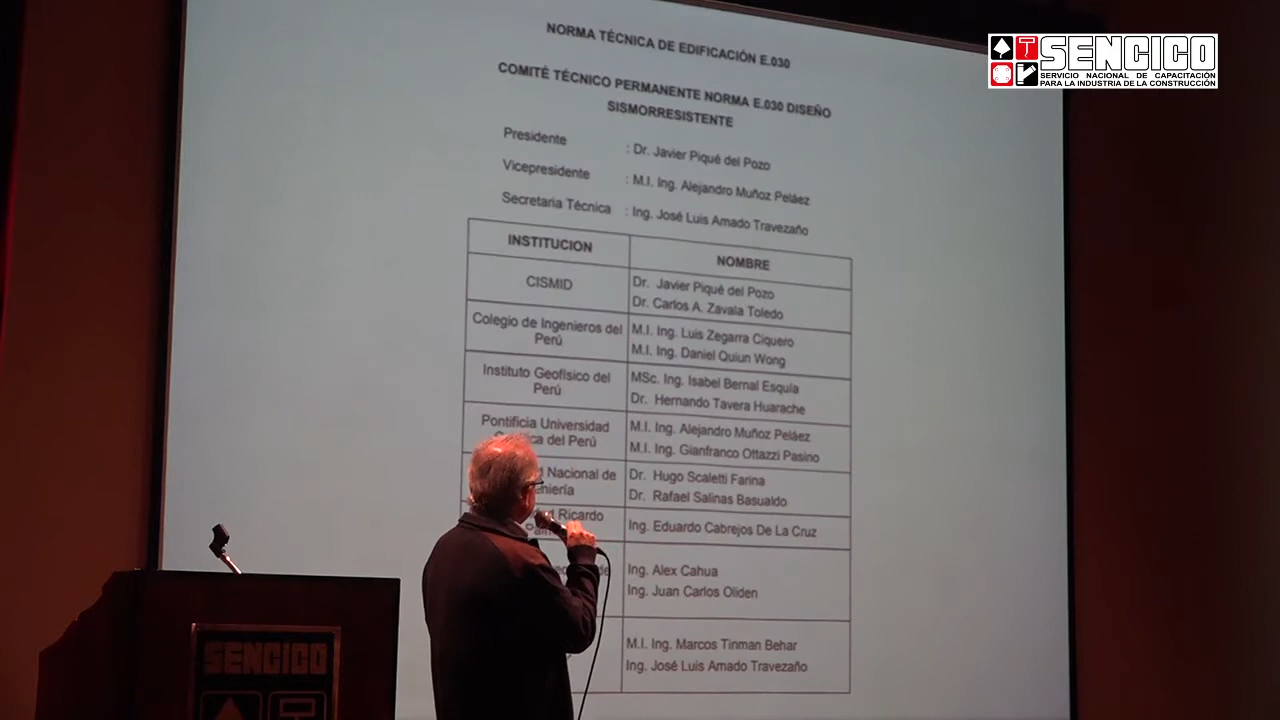 SENCICO
SERVICIO NACIONAL DE CAPACITACIÓN
PARA LA INDUSTRIA DE LA CONSTRUCCIÓN
NORMA TÉCNICA DE EDIFICACIÓN E.030
COMITÉ TÉCNICO PERMANENTE NORMA E.030 DISEÑO
SISMORRESISTENTE
Presidente : Dr. Javier Piqué del Pozo
Vicepresidente : M.I. Ing. Alejandro Muñoz Peláez
Secretaria Técnica : Ing. José Luis Amado Travezaño
INSTITUCION NOMBRE
CISMID
Dr. Javier Piqué del Pozo
Dr. Carlos A. Zavala Toledo
Colegio de Ingenieros del
Perú
M.I. Ing. Luis Zegarra Ciquero
M.I. Ing. Daniel Quiun Wong
Instituto Geofísico del
Perú
MSc. Ing. Isabel Bernal Esquía
Dr. Hernando Tavera Huarache
Pontificia Universidad
del Perú
M.I. Ing. Alejandro Muñoz Peláez
M.I. Ing. Gianfranco Ottazzi Pasino
Nacional de
Dr. Hugo Scaletti Farina
Dr. Rafael Salinas Basualdo
Ricardo
Ing. Eduardo Cabrejos De La Cruz
de
Ing. Alex Cahua
Ing. Juan Carlos Oliden
M.I. Ing. Marcos Tinman Behar
Ing. José Luis Amado Travezaño
SENCICO